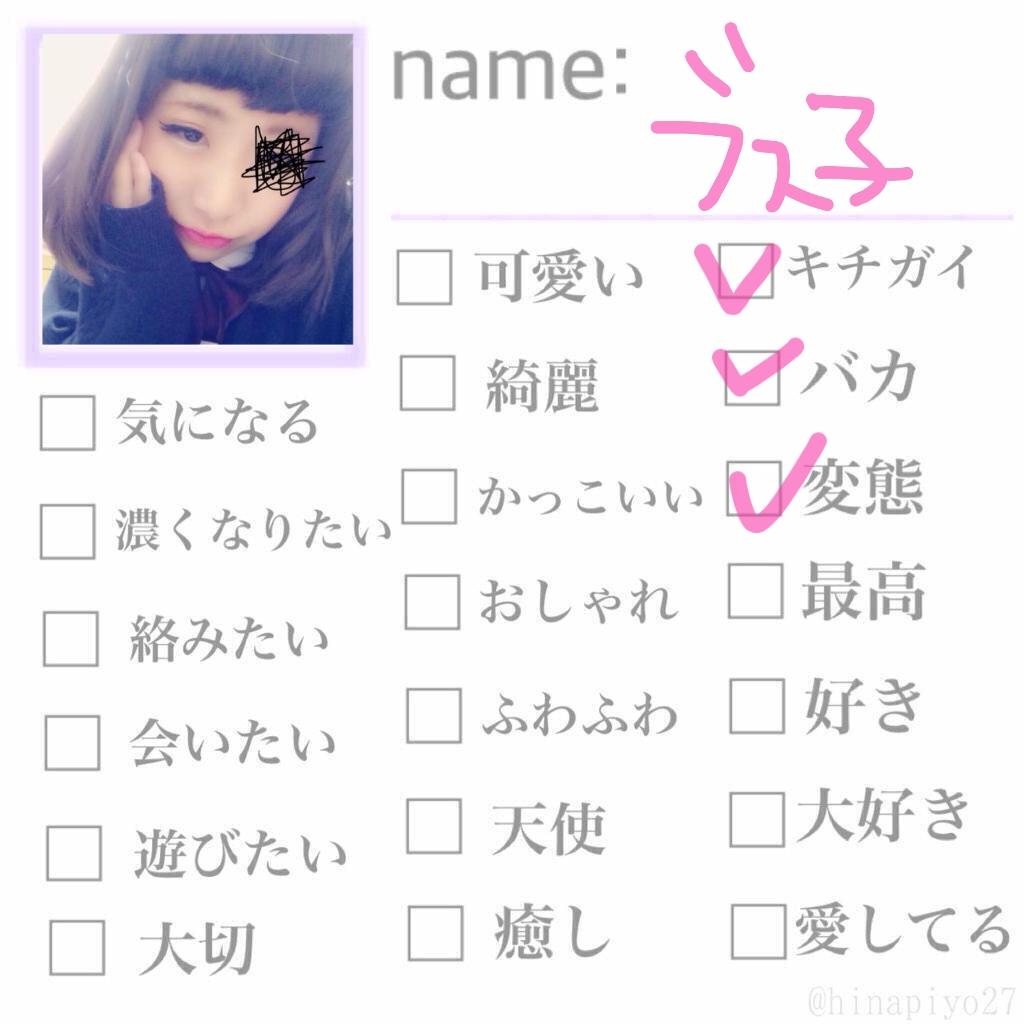 name: ブス子
可愛い
綺麗
かっこいい
おしゃれ
ふわふわ
天使
癒し
キチガイ
バカ
変態
最高
好き
大好き
愛してる
気になる
濃くなりたい
絡みたい
会いたい
遊びたい
大切
@hinapiyo27